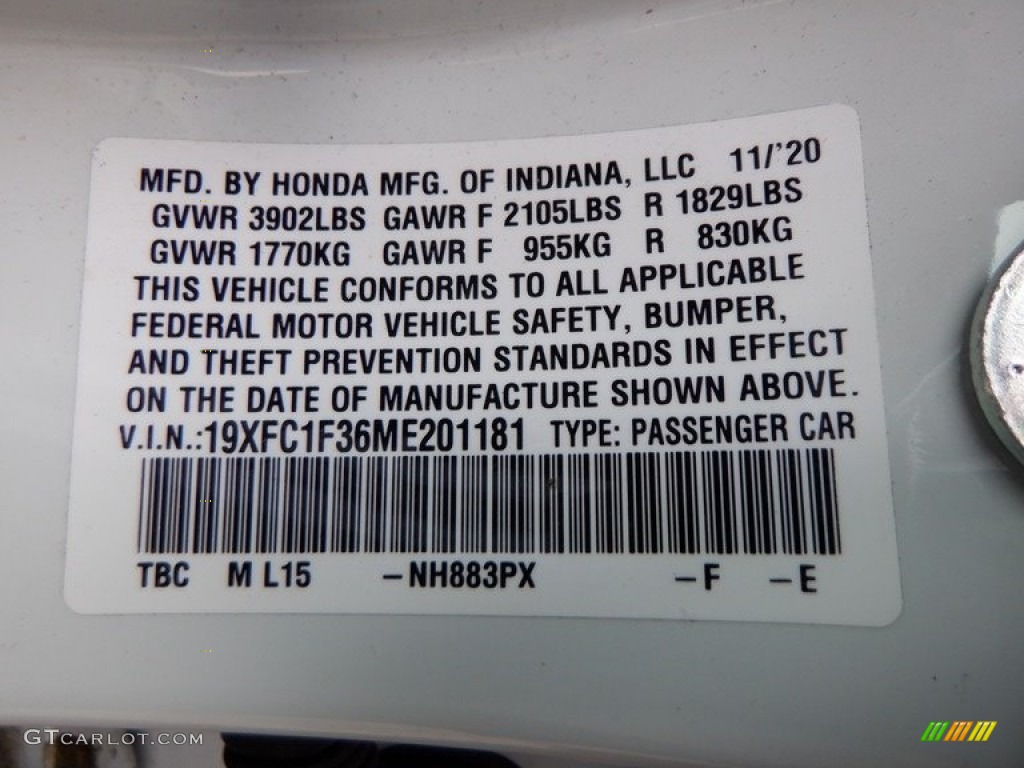 MFD. BY HONDA MFG. OF INDIANA, LLC 11/'20
GVWR 3902LBS GAWR F 2105LBS R 1829LBS
GVWR 1770KG GAWR F 955KG R 830KG
THIS VEHICLE CONFORMS TO ALL APPLICABLE
FEDERAL MOTOR VEHICLE SAFETY, BUMPER,
AND THEFT PREVENTION STANDARDS IN EFFECT
ON THE DATE OF MANUFACTURE SHOWN ABOVE.
V.I.N.:19XFC1F36ME201181 TYPE: PASSENGER CAR
TBC M L15 -NH883PX -F -E
GTCARLOT.COM